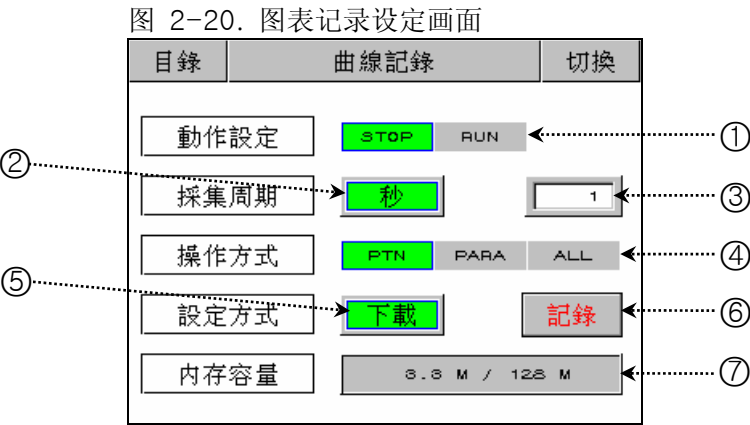 图 2-20. 图表记录设定画面
目錄 曲線記錄 切換
動作設定 STOP RUN ①
② 採集周期 秒 1 ③
操作方式 PTN PARA ALL ④
⑤ 設定方式 下載 記錄 ⑥
内存容量 3.3 M / 128 M ⑦